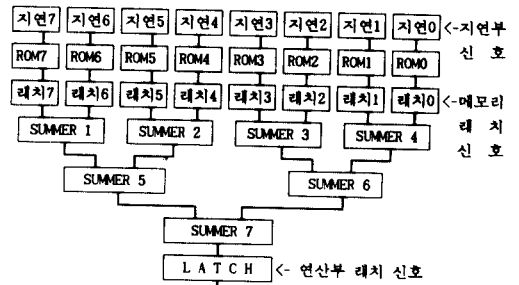 지연7 지연6 지연5 지연4 지연3 지연2 지연1 지연0 <-지연부
신 호
ROM7 ROM6 ROM5 ROM4 ROM3 ROM2 ROM1 ROM0
래치7 래치6 래치5 래치4 래치3 래치2 래치1 래치0 <-메모리
래 치
신 호
SUMMER 1 SUMMER 2 SUMMER 3 SUMMER 4
SUMMER 5 SUMMER 6
SUMMER 7
L A T C H <- 연산부 래치 신호